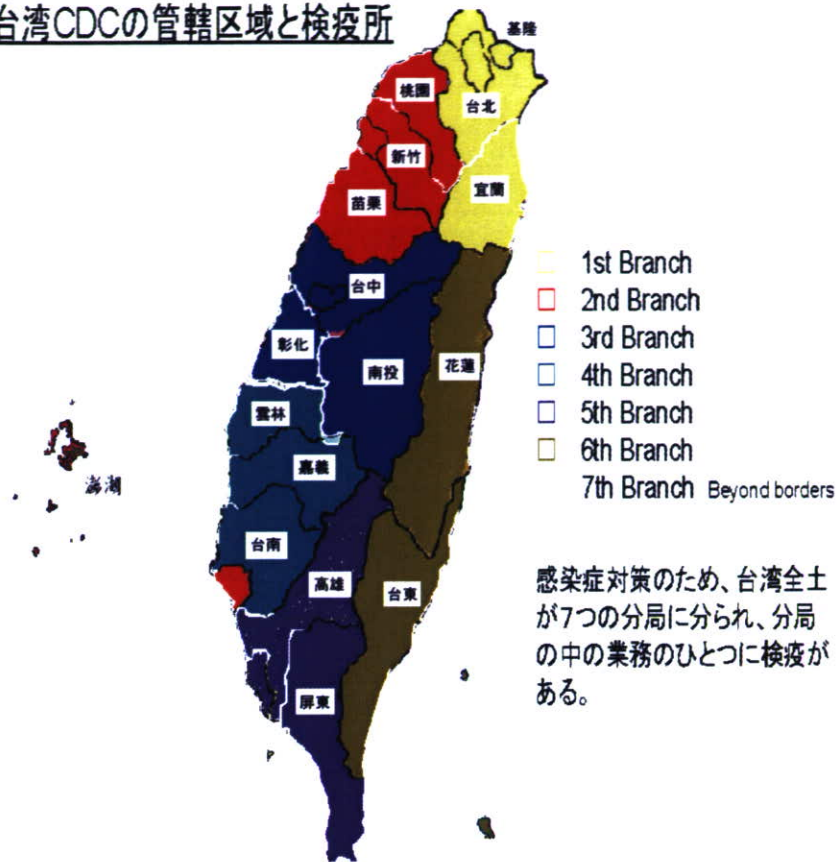 台湾CDCの管轄区域と検疫所
基隆
桃園
台北
新竹
宜蘭
苗栗
台中
彰化
南投
花蓮
雲林
嘉義
澎湖
台南
高雄
台東
屏東
1st Branch
2nd Branch
3rd Branch
4th Branch
5th Branch
6th Branch
7th Branch Beyond borders
感染症対策のため、台湾全土
が7つの分局に分られ、分局
の中の業務のひとつに検疫が
ある。